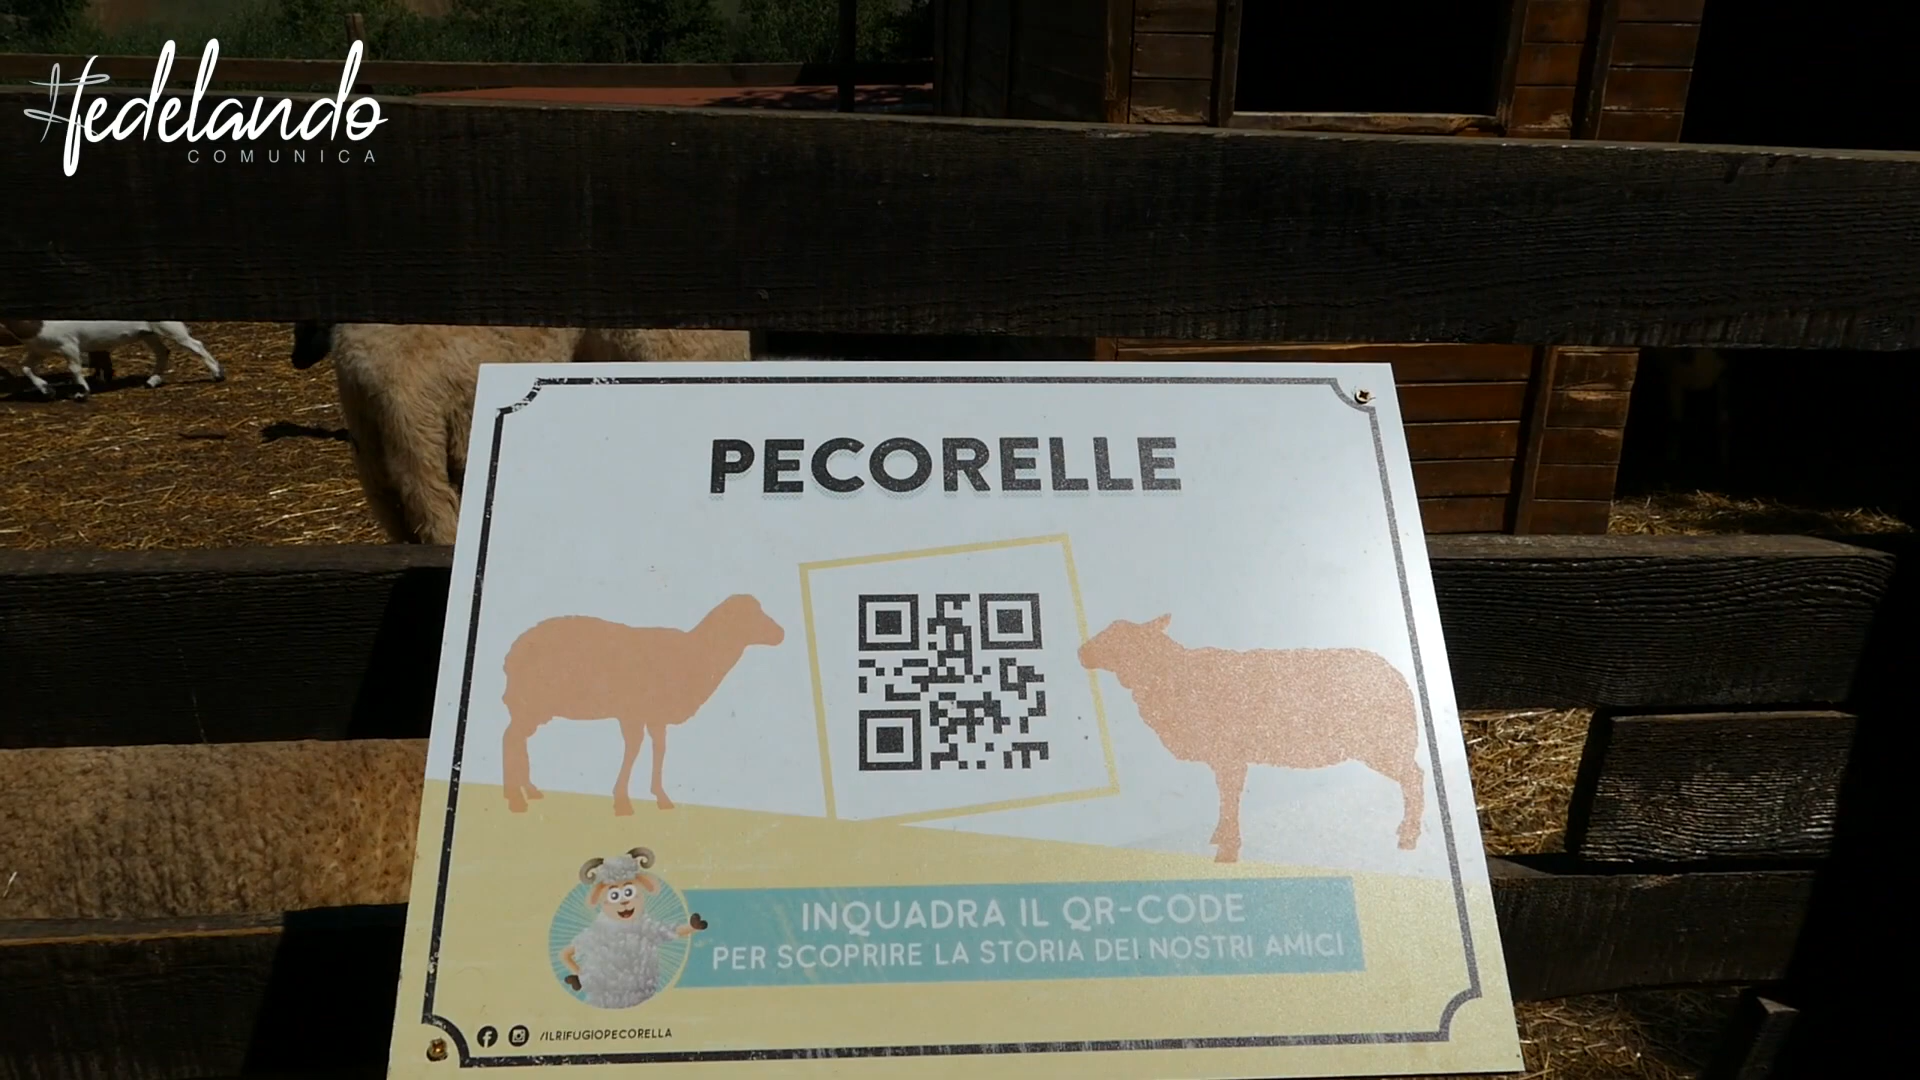 #fedelando
COMUNICA
PECORELLE
INQUADRA IL QR-CODE
PER SCOPRIRE LA STORIA DEI NOSTRI AMICI
/ILRIFUGIOPECORELLA